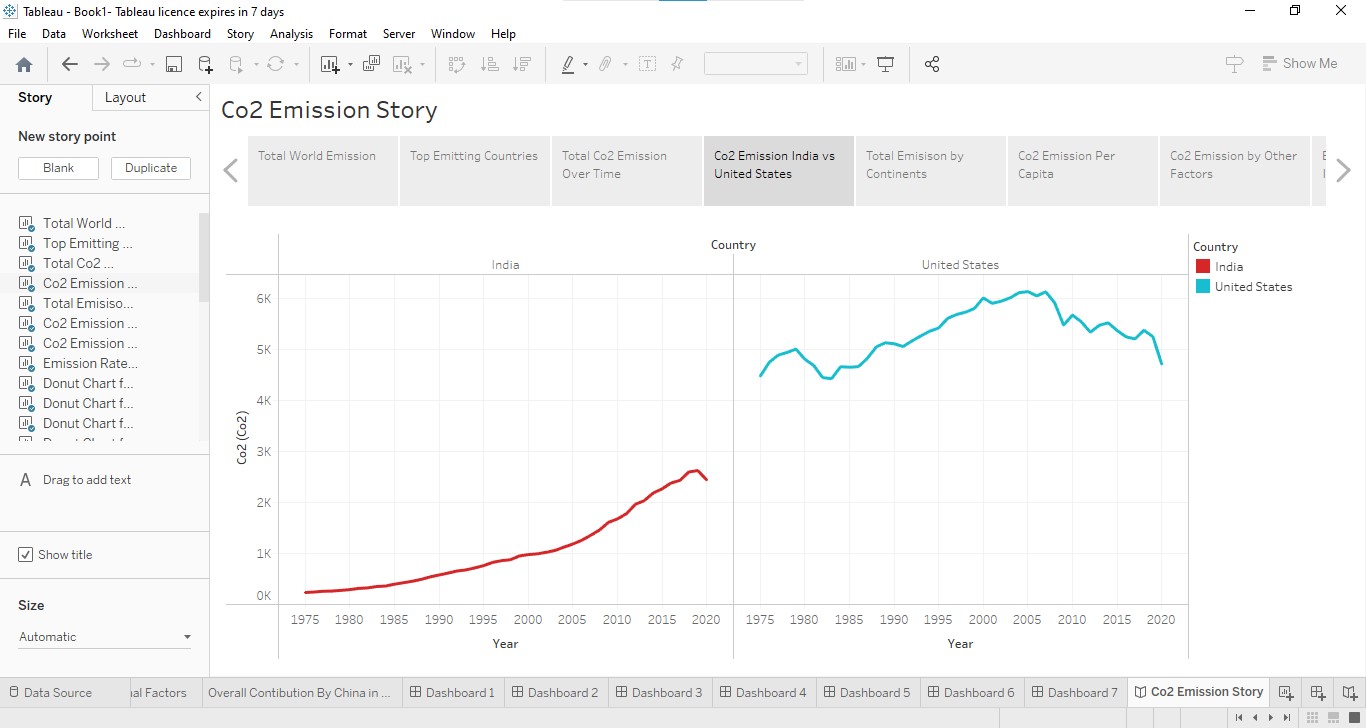 Tableau - Book1- Tableau licence expires in 7 days
File Data Worksheet Dashboard Story Analysis Format Server Window Help
Show Me
Story Layout
New story point
Blank Duplicate
Total World ...
Top Emitting ...
Total Co2 ...
Co2 Emission ...
Total Emisiso...
Co2 Emission ...
Co2 Emission ...
Emission Rate...
Donut Chart f...
Donut Chart f...
Donut Chart f...
A Drag to add text
Show title
Size
Automatic
Co2 Emission Story
Total World Emission
Top Emitting Countries
Total Co2 Emission
Over Time
Co2 Emission India vs
United States
Total Emisison by
Continents
Co2 Emission Per
Capita
Co2 Emission by Other
Factors
Country
India United States
6K
5K
4K
3K
2K
1K
0K
Co2 (Co2)
1975 1980 1985 1990 1995 2000 2005 2010 2015 2020 1975 1980 1985 1990 1995 2000 2005 2010 2015 2020
Year Year
Country
India
United States
Data Source al Factors Overall Contibution By China in ... Dashboard 1 Dashboard 2 Dashboard 3 Dashboard 4 Dashboard 5 Dashboard 6 Dashboard 7 Co2 Emission Story